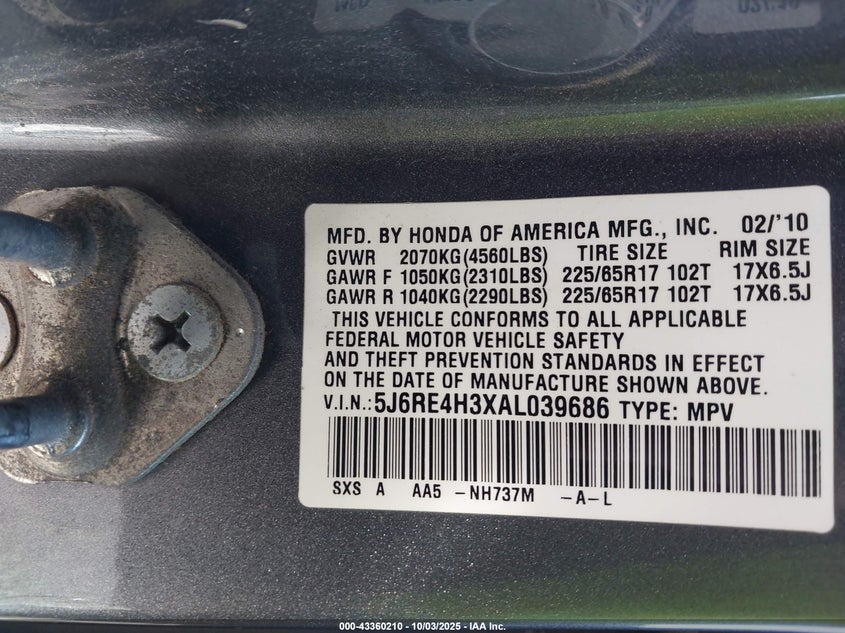 MFD. BY HONDA OF AMERICA MFG., INC. 02/'10
GVWR 2070KG(4560LBS) TIRE SIZE RIM SIZE
GAWR F 1050KG(2310LBS) 225/65R17 102T 17X6.5J
GAWR R 1040KG(2290LBS) 225/65R17 102T 17X6.5J
THIS VEHICLE CONFORMS TO ALL APPLICABLE
FEDERAL MOTOR VEHICLE SAFETY
AND THEFT PREVENTION STANDARDS IN EFFECT
ON THE DATE OF MANUFACTURE SHOWN ABOVE.
V.I.N.:5J6RE4H3XAL039686 TYPE: MPV
SXS A AA5 -NH737M -A-L
000-43360210 - 10/03/2025 - IAA Inc.